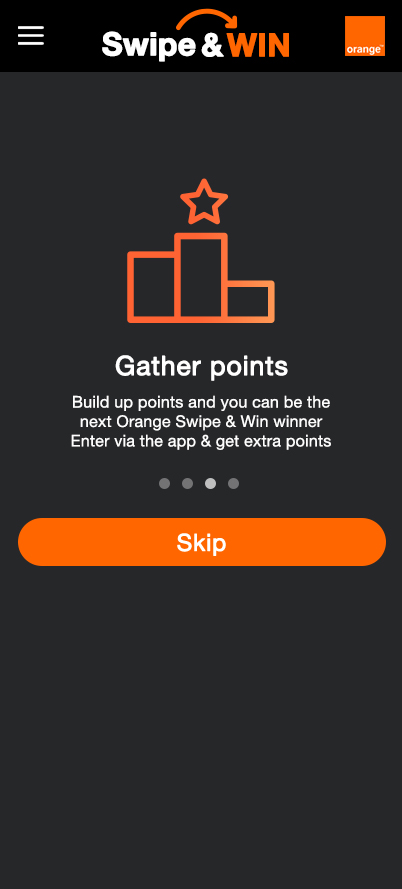 Swipe & WIN
orange™
Gather points
Build up points and you can be the
next Orange Swipe & Win winner
Enter via the app & get extra points
Skip